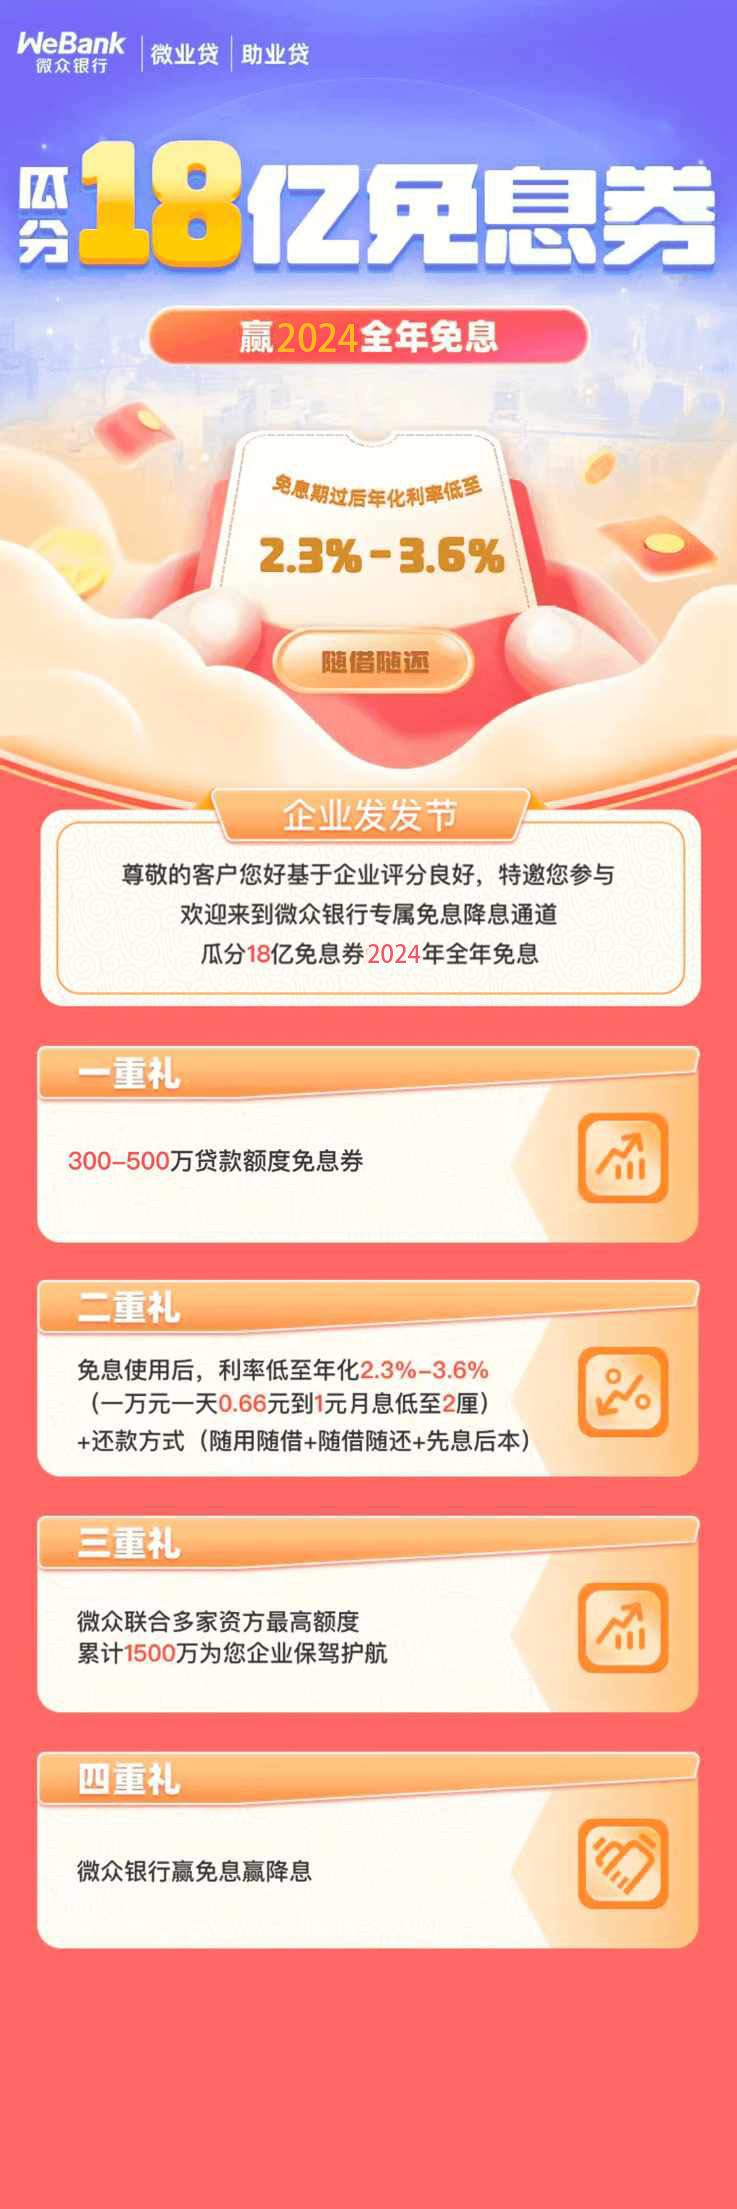 WeBank
微众银行
微业贷
助业贷
瓜分18亿免息券
赢2024全年免息
免息期过后年化利率低至
2.3%-3.6%
随借随还
企业发发节
尊敬的客户您好基于企业评分良好，特邀您参与
欢迎来到微众银行专属免息降息通道
瓜分18亿免息券2024年全年免息
一重礼
300-500万贷款额度免息券
二重礼
免息使用后，利率低至年化2.3%-3.6%
（一万元一天0.66元到1元月息低至2厘）
+还款方式（随用随借+随借随还+先息后本）
三重礼
微众联合多家资方最高额度
累计1500万为您企业保驾护航
四重礼
微众银行赢免息赢降息